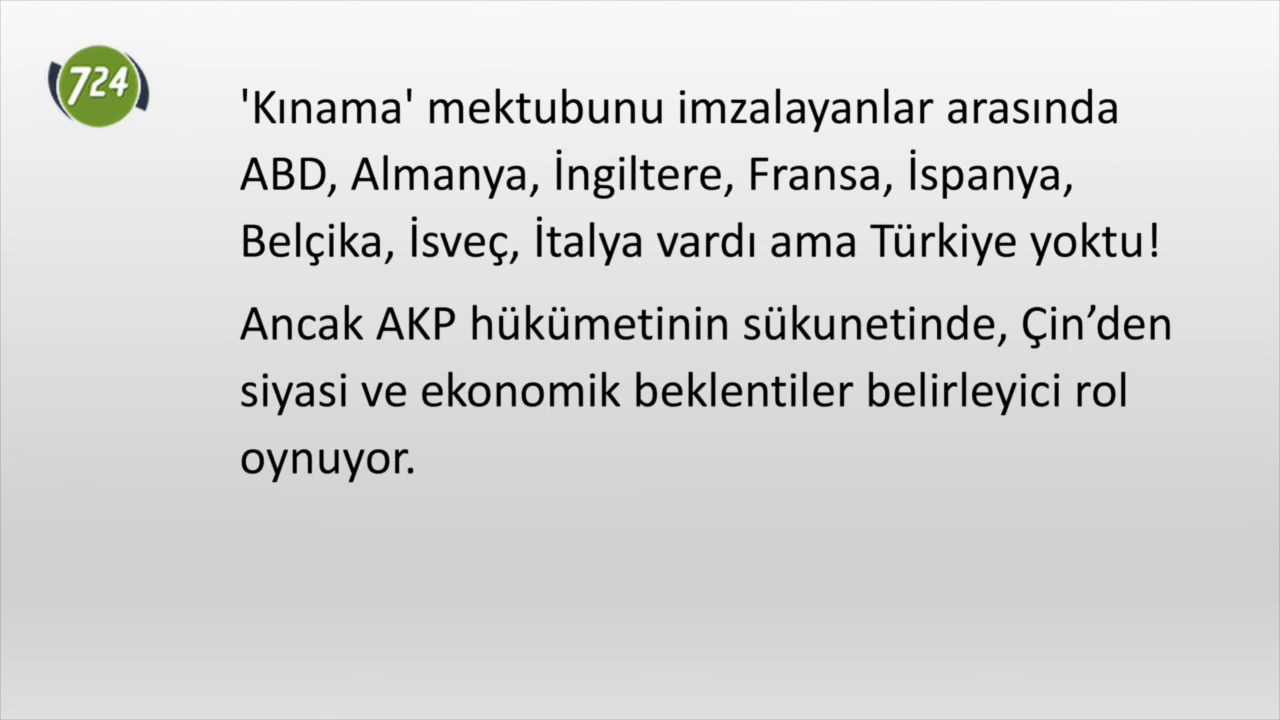 724
'Kınama' mektubunu imzalayanlar arasında
ABD, Almanya, İngiltere, Fransa, İspanya,
Belçika, İsveç, İtalya vardı ama Türkiye yoktu!
Ancak AKP hükümetinin sükunetinde, Çin’den
siyasi ve ekonomik beklentiler belirleyici rol
oynuyor.